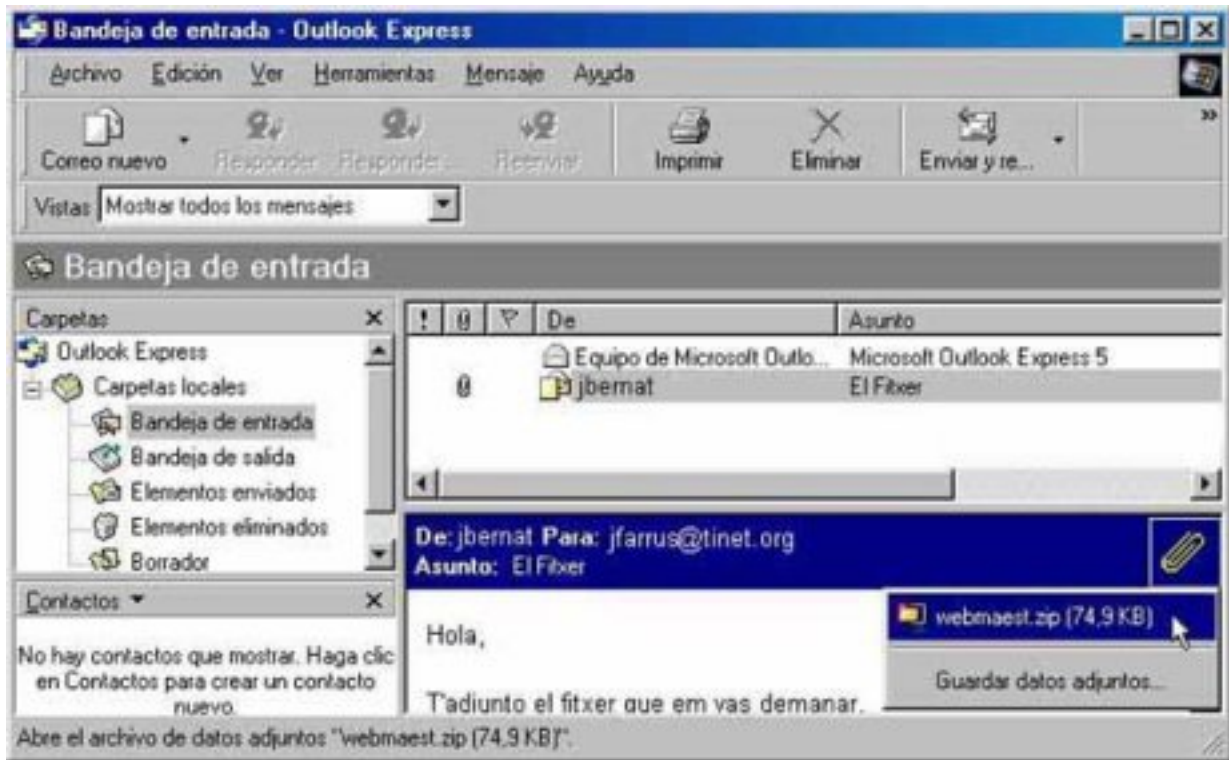 Bandeja de entrada - Outlook Express
Archivo Edición Ver Herramientas Mensaje Ayuda
Correo nuevo Responder Responder... Reenviar Imprimir Eliminar Enviar y re... »
Vistas Mostrar todos los mensajes
Bandeja de entrada
Carpetas
Outlook Express
Carpetas locales
Bandeja de entrada
Bandeja de salida
Elementos enviados
Elementos eliminados
Borrador
Contactos
No hay contactos que mostrar. Haga clic
en Contactos para crear un contacto
nuevo.
! De Asunto
Equipo de Microsoft Outlo... Microsoft Outlook Express 5
jbernat El Fitxer
De: jbernat Para: jfarrus@tinet.org
Asunto: El Fitxer
webmaest.zip (74,9 KB)
Guardar datos adjuntos...
Hola,
T'adjunto el fitxer que em vas demanar.
Abre el archivo de datos adjuntos "webmaest.zip (74,9 KB)".